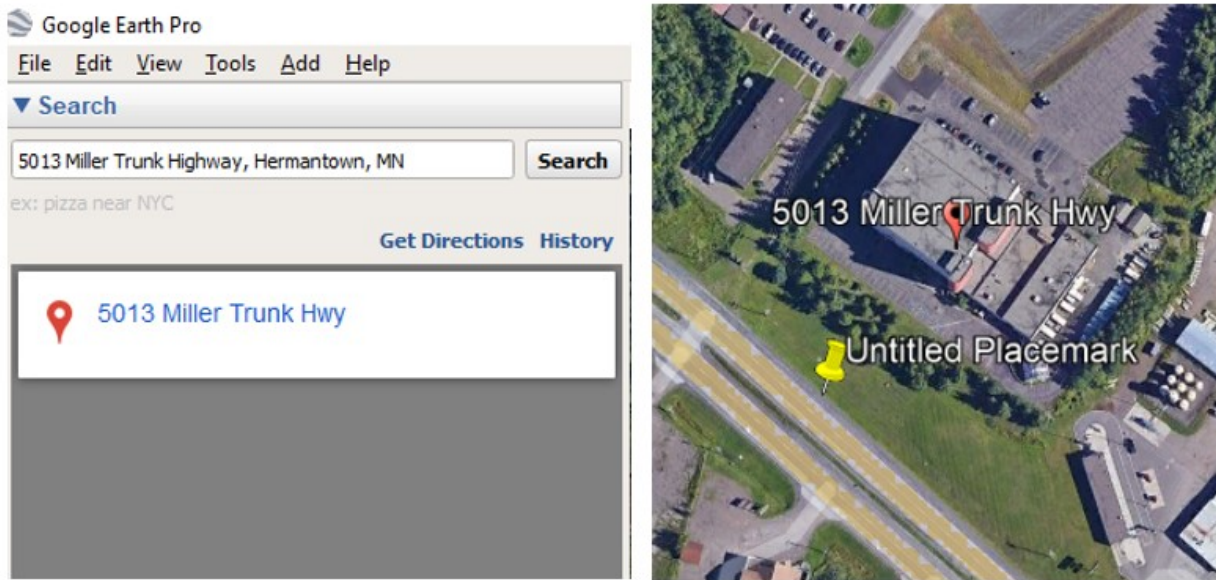 Google Earth Pro
File Edit View Tools Add Help
▼ Search
5013 Miller Trunk Highway, Hermantown, MN
Search
ex: pizza near NYC
Get Directions History
5013 Miller Trunk Hwy
5013 Miller Trunk Hwy
Untitled Placemark